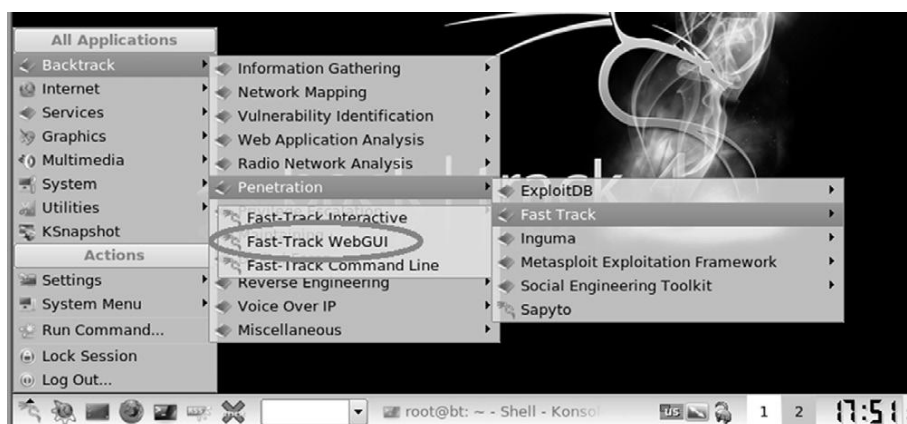 All Applications
Backtrack
Internet
Services
Graphics
Multimedia
System
Utilities
KSnapshot
Actions
Settings
System Menu
Run Command...
Lock Session
Log Out...
Information Gathering
Network Mapping
Vulnerability Identification
Web Application Analysis
Radio Network Analysis
Penetration
Fast-Track Interactive
Fast-Track WebGUI
Fast-Track Command Line
Reverse Engineering
Voice Over IP
Miscellaneous
ExploitDB
Fast Track
Inguma
Metasploit Exploitation Framework
Social Engineering Toolkit
Sapyto
root@bt: ~ - Shell - Konso
us
1 2
17:51